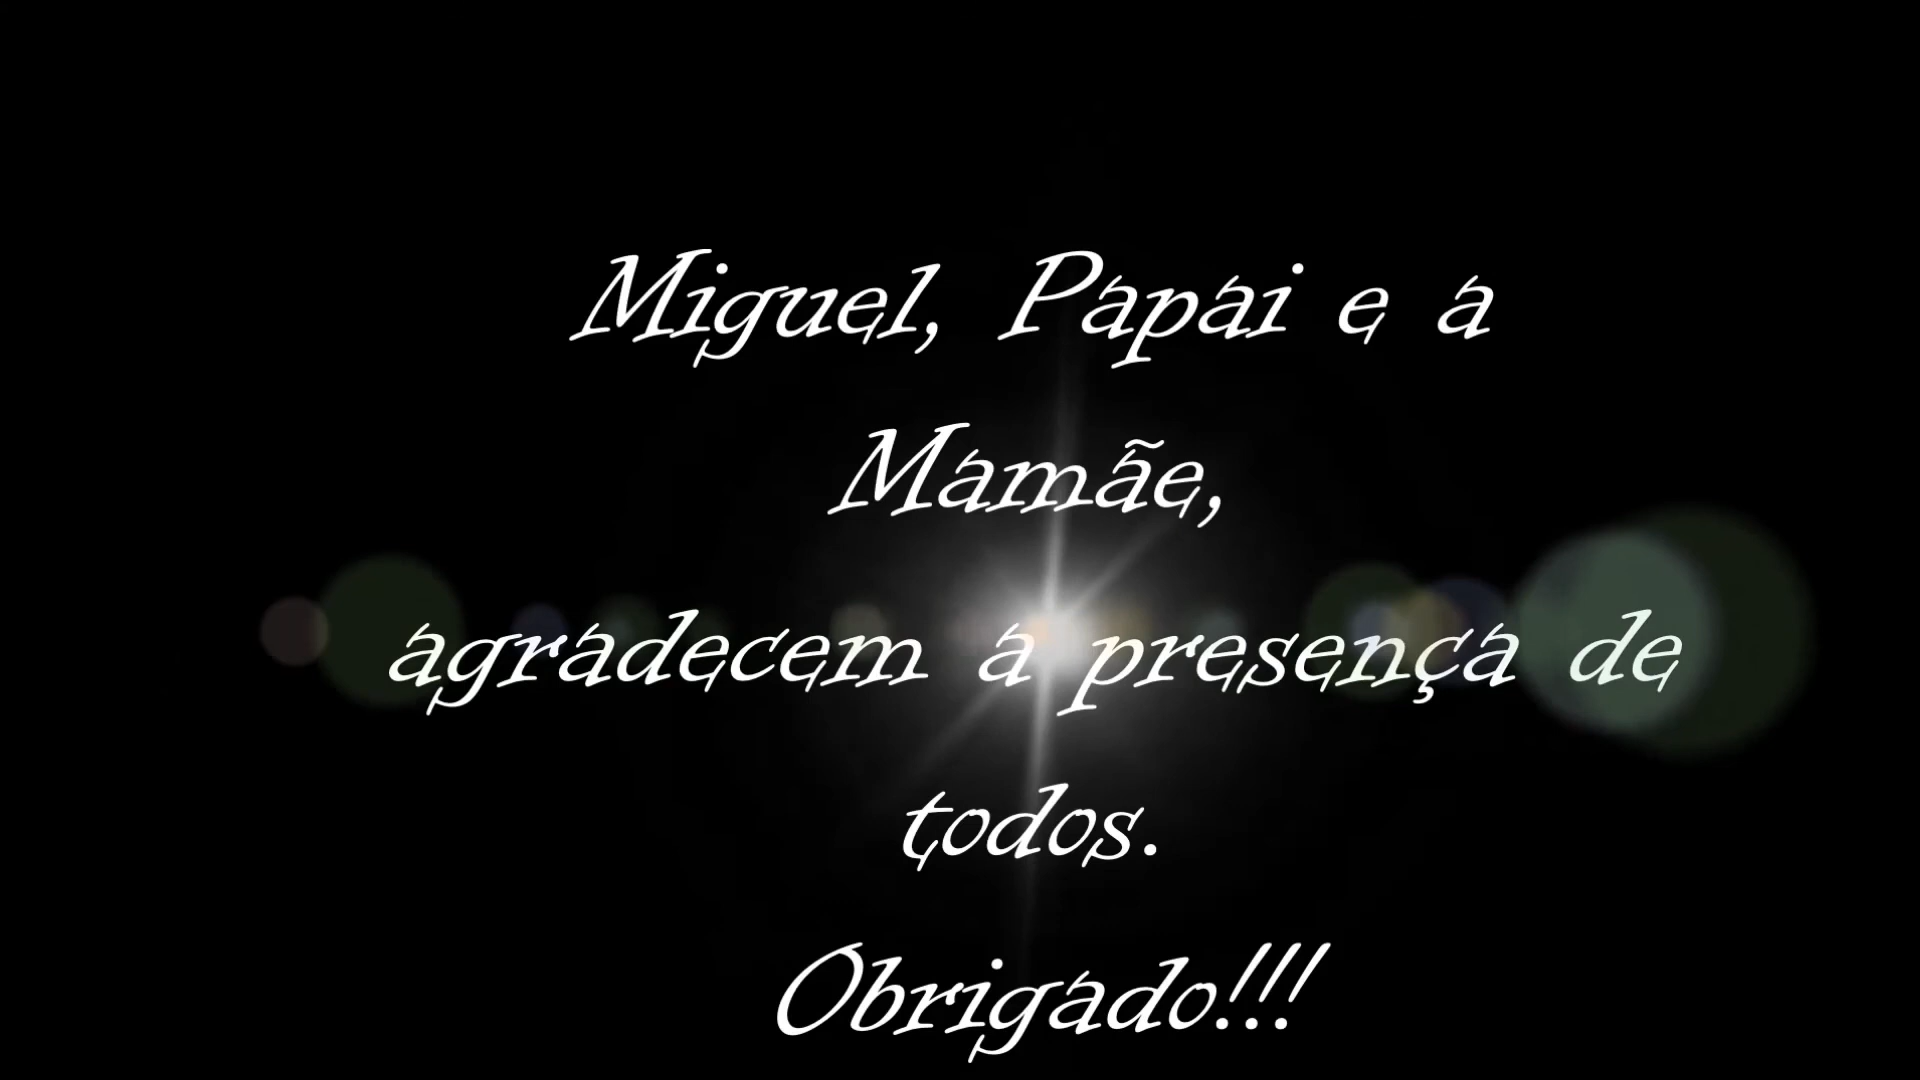 Miguel, Papai e a
Mamãe,
agradecem a presença de
todos.
Obrigado!!!